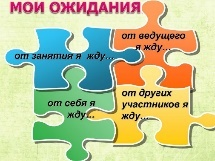 МОИ ОЖИДАНИЯ
от занятия я жду...
от ведущего
я жду...
от себя я
жду...
от других
участников я
жду...